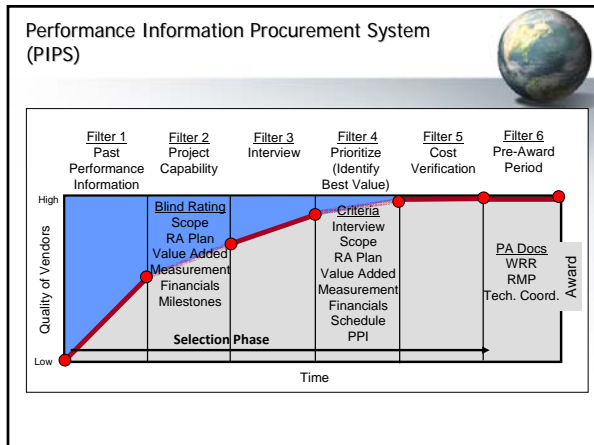 Performance Information Procurement System
(PIPS)
Filter 1
Past
Performance
Information
Filter 2
Project
Capability
Filter 3
Interview
Filter 4
Prioritize
(Identify
Best Value)
Filter 5
Cost
Verification
Filter 6
Pre-Award
Period
High
Quality of Vendors
Low
Blind Rating
Scope
RA Plan
Value Added
Measurement
Financials
Milestones
Criteria
Interview
Scope
RA Plan
Value Added
Measurement
Financials
Schedule
PPI
PA Docs
WRR
RMP
Tech. Coord.
Award
Selection Phase
Time